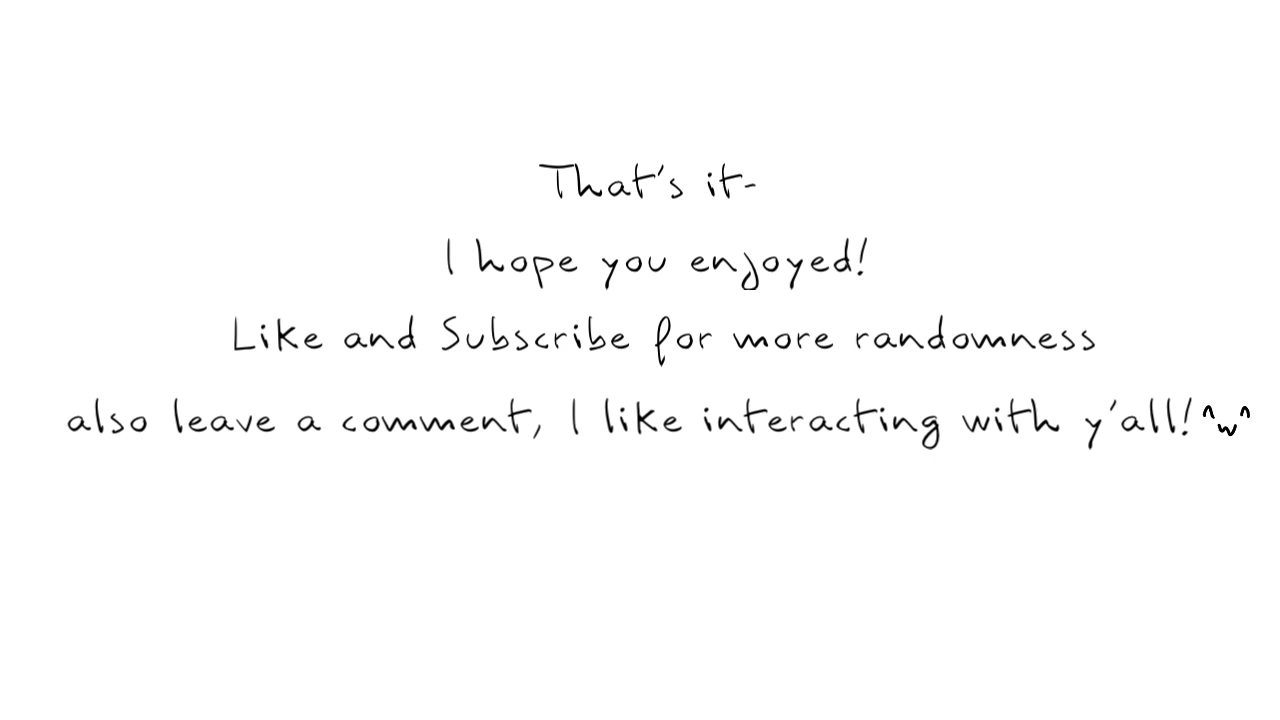 That's it-
I hope you enjoyed!
Like and Subscribe for more randomness
also leave a comment, I like interacting with y'all! ^w^